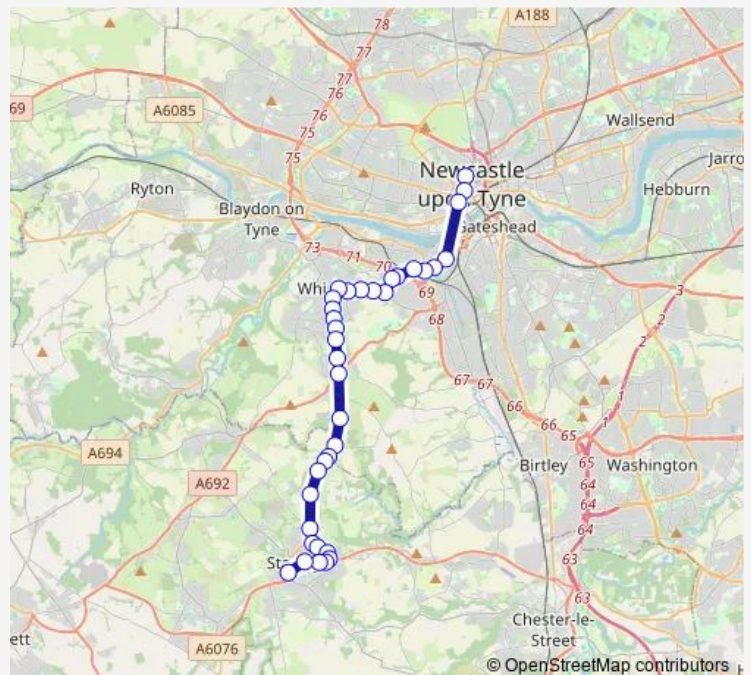 78
A188
77
77
69
76
A6085
76
75
Wallsend
75
Newcastle
Jarro
Ryton
upon Tyne
Hebburn
Blaydon on
Tyne
Gateshead
73
71
70
Whi
69
3
68
2
2
67
67
1
66
1
66
65
A694
65
Birtley
Washington
A692
64
64
64
63
Sta
63
Chester-le-
Street
ett
A6076
© OpenStreetMap contributors